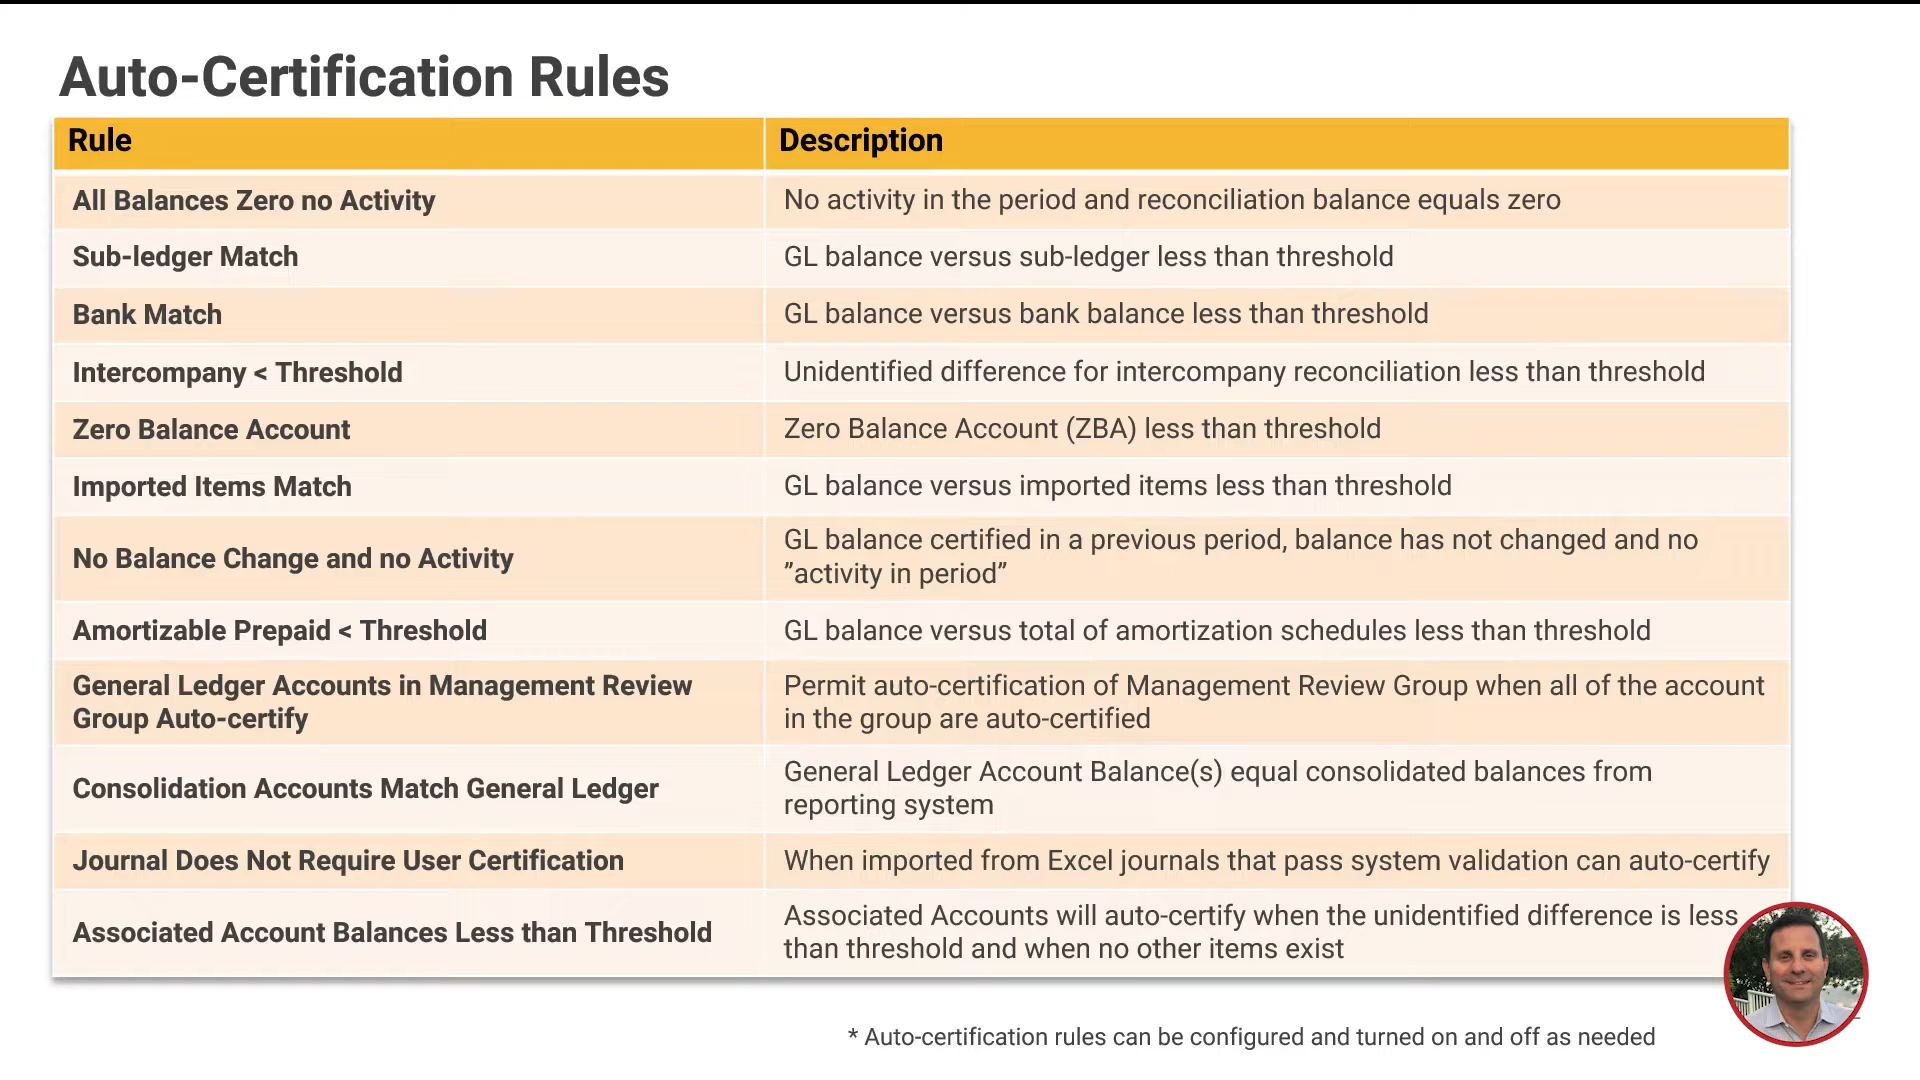 Auto-Certification Rules
Rule
Description
All Balances Zero no Activity
No activity in the period and reconciliation balance equals zero
Sub-ledger Match
GL balance versus sub-ledger less than threshold
Bank Match
GL balance versus bank balance less than threshold
Intercompany < Threshold
Unidentified difference for intercompany reconciliation less than threshold
Zero Balance Account
Zero Balance Account (ZBA) less than threshold
Imported Items Match
GL balance versus imported items less than threshold
No Balance Change and no Activity
GL balance certified in a previous period, balance has not changed and no
”activity in period”
Amortizable Prepaid < Threshold
GL balance versus total of amortization schedules less than threshold
General Ledger Accounts in Management Review
Group Auto-certify
Permit auto-certification of Management Review Group when all of the account
in the group are auto-certified
Consolidation Accounts Match General Ledger
General Ledger Account Balance(s) equal consolidated balances from
reporting system
Journal Does Not Require User Certification
When imported from Excel journals that pass system validation can auto-certify
Associated Account Balances Less than Threshold
Associated Accounts will auto-certify when the unidentified difference is less
than threshold and when no other items exist
* Auto-certification rules can be configured and turned on and off as needed